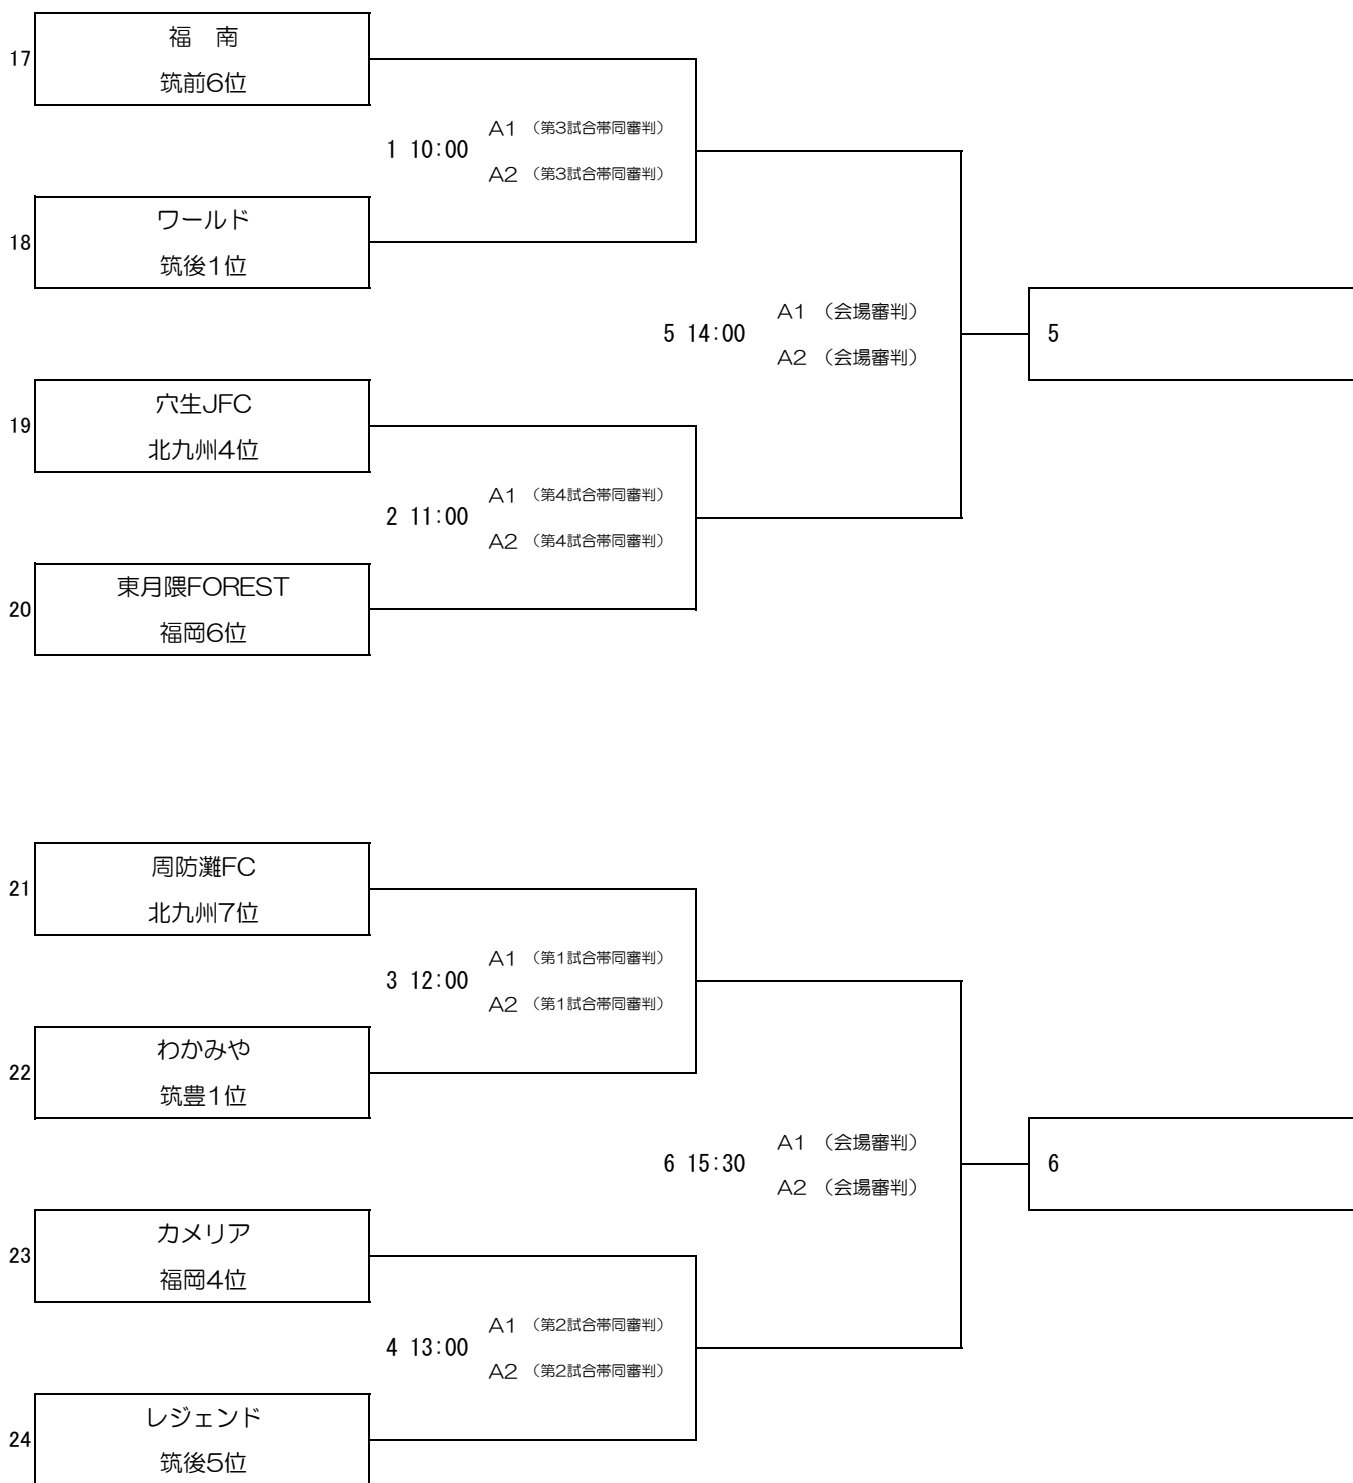 17
福　南
筑前6位
1 10:00
A1 （第3試合帯同審判）
A2 （第3試合帯同審判）
18
ワールド
筑後1位
5 14:00
A1 （会場審判）
A2 （会場審判）
5
19
穴生JFC
北九州4位
2 11:00
A1 （第4試合帯同審判）
A2 （第4試合帯同審判）
20
東月隈FOREST
福岡6位
21
周防灘FC
北九州7位
3 12:00
A1 （第1試合帯同審判）
A2 （第1試合帯同審判）
22
わかみや
筑豊1位
6 15:30
A1 （会場審判）
A2 （会場審判）
6
23
カメリア
福岡4位
4 13:00
A1 （第2試合帯同審判）
A2 （第2試合帯同審判）
24
レジェンド
筑後5位